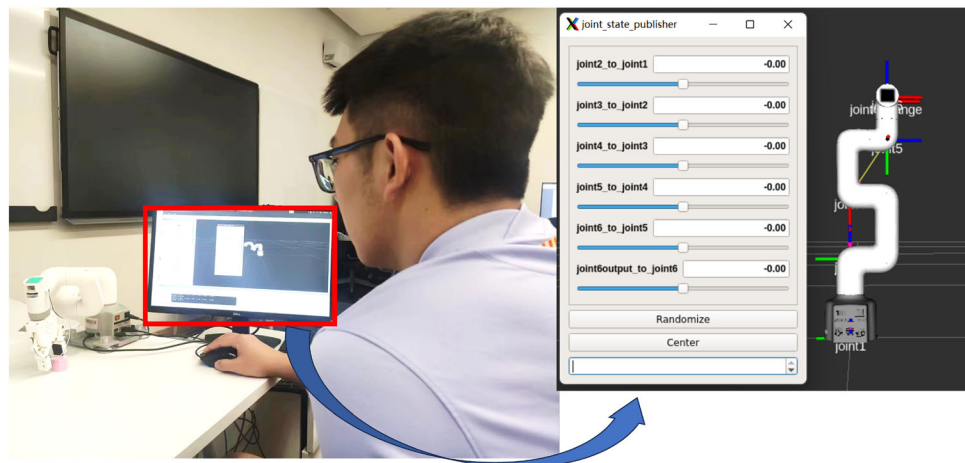 joint_state_publisher
joint2_to_joint1
-0.00
joint3_to_joint2
-0.00
joint4_to_joint3
-0.00
joint5_to_joint4
-0.00
joint6_to_joint5
-0.00
joint6output_to_joint6
-0.00
Randomize
Center
joint1
DELL